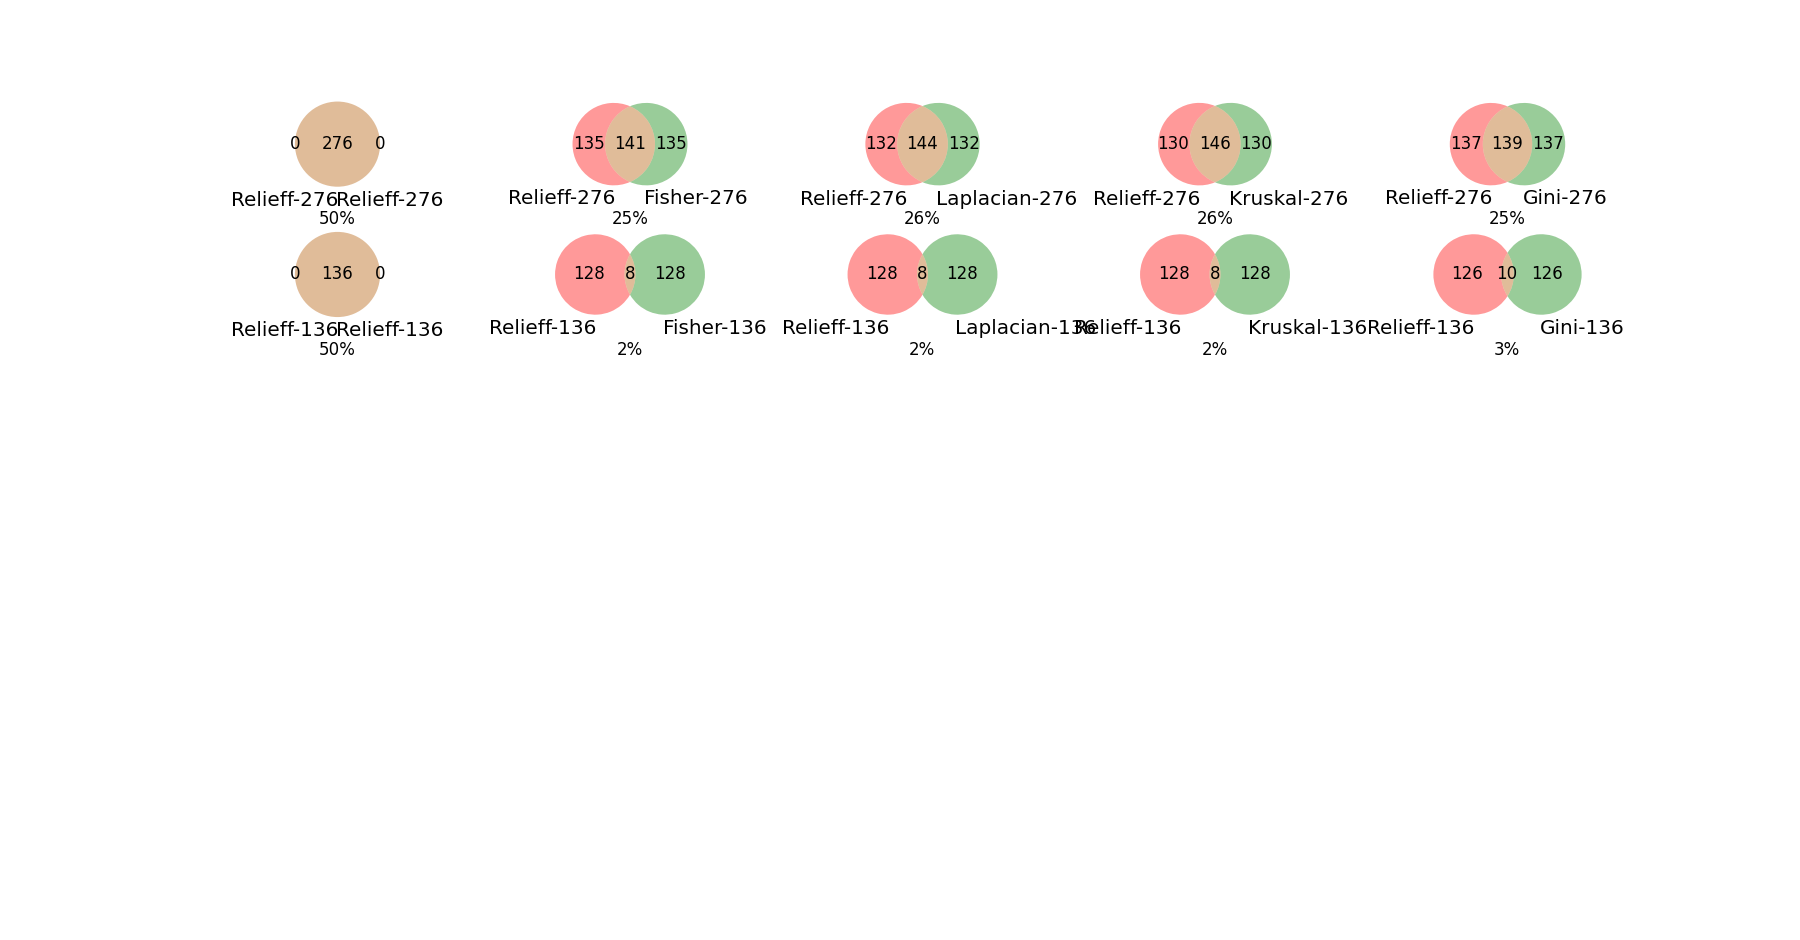 0 276 0 135 141 135 132 144 132 130 146 130 137 139 137
Relieff-276 Relieff-276 Relieff-276 Fisher-276 Relieff-276 Laplacian-276 Relieff-276 Kruskal-276 Relieff-276 Gini-276
50% 25% 26% 26% 25%
0 136 0 128 8 128 128 8 128 128 8 128 126 10 126
Relieff-136 Relieff-136 Relieff-136 Fisher-136 Relieff-136 Laplacian-136 Relieff-136 Kruskal-136 Relieff-136 Gini-136
50% 2% 2% 2% 3%